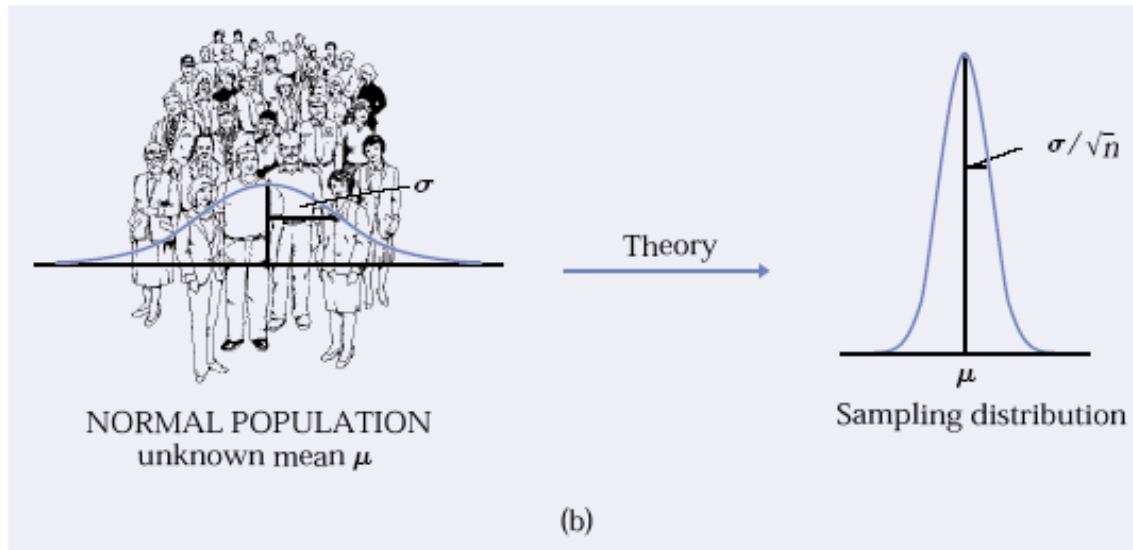 σ
NORMAL POPULATION
unknown mean μ
Theory
σ/√n
μ
Sampling distribution
(b)